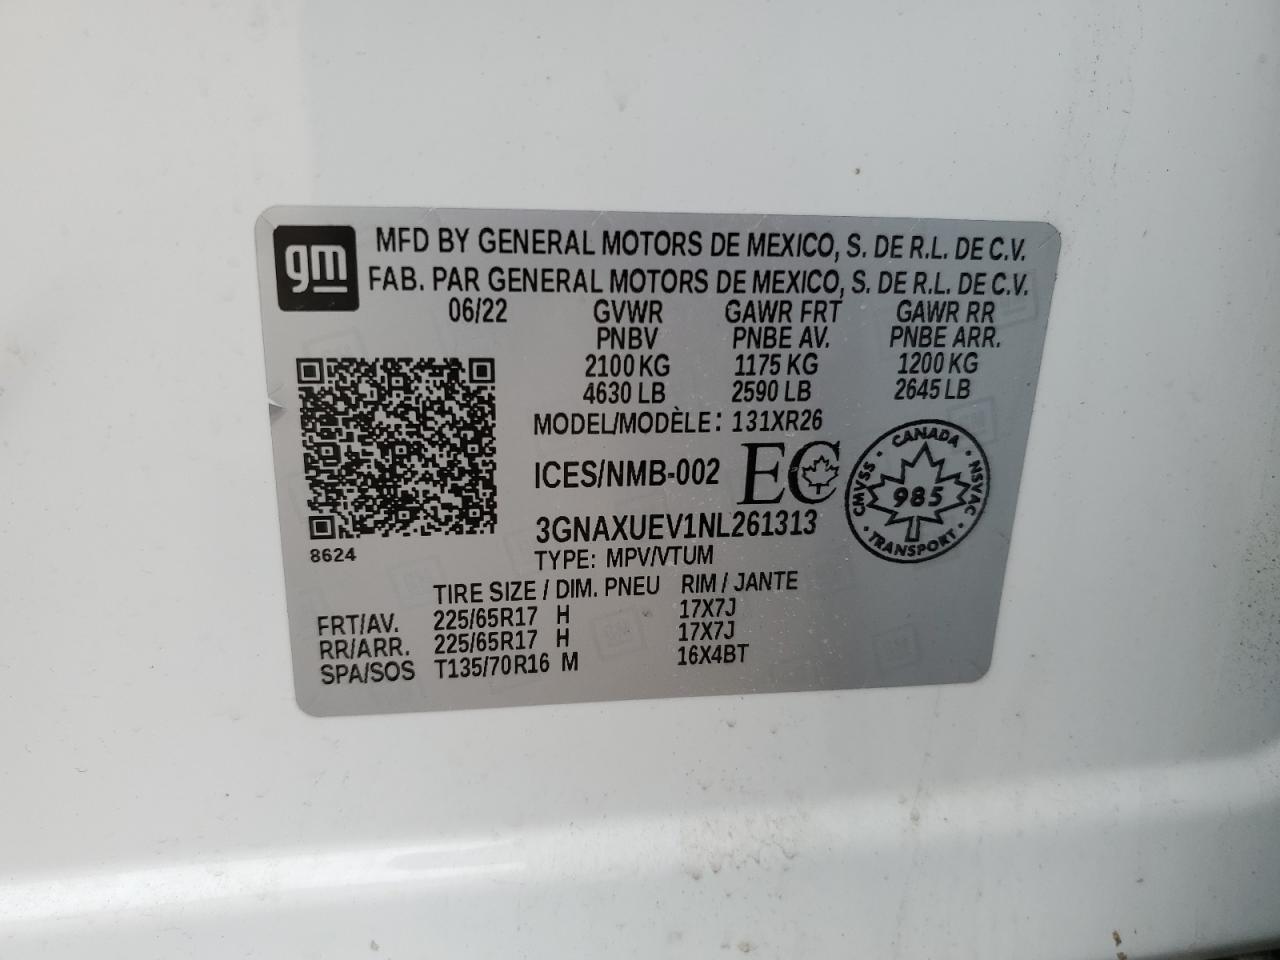 gm
MFD BY GENERAL MOTORS DE MEXICO, S. DE R.L. DE C.V.
FAB. PAR GENERAL MOTORS DE MEXICO, S. DE R.L. DE C.V.
06/22 GVWR GAWR FRT GAWR RR
PNBV PNBE AV. PNBE ARR.
2100 KG 1175 KG 1200 KG
4630 LB 2590 LB 2645 LB
MODEL/MODÈLE: 131XR26
ICES/NMB-002 EC
CANADA
CMVSS 985 NSVAC
TRANSPORT
3GNAXUEV1NL261313
8624 TYPE: MPV/VTUM
TIRE SIZE / DIM. PNEU RIM / JANTE
FRT/AV. 225/65R17 H 17X7J
RR/ARR. 225/65R17 H 17X7J
SPA/SOS T135/70R16 M 16X4BT